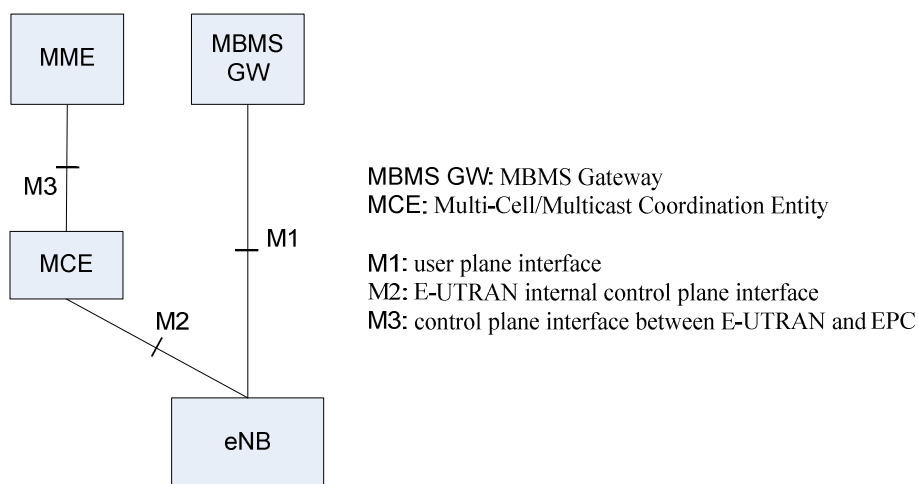 MME
MBMS
GW
M3
M1
MCE
M2
eNB
MBMS GW: MBMS Gateway
MCE: Multi-Cell/Multicast Coordination Entity
M1: user plane interface
M2: E-UTRAN internal control plane interface
M3: control plane interface between E-UTRAN and EPC